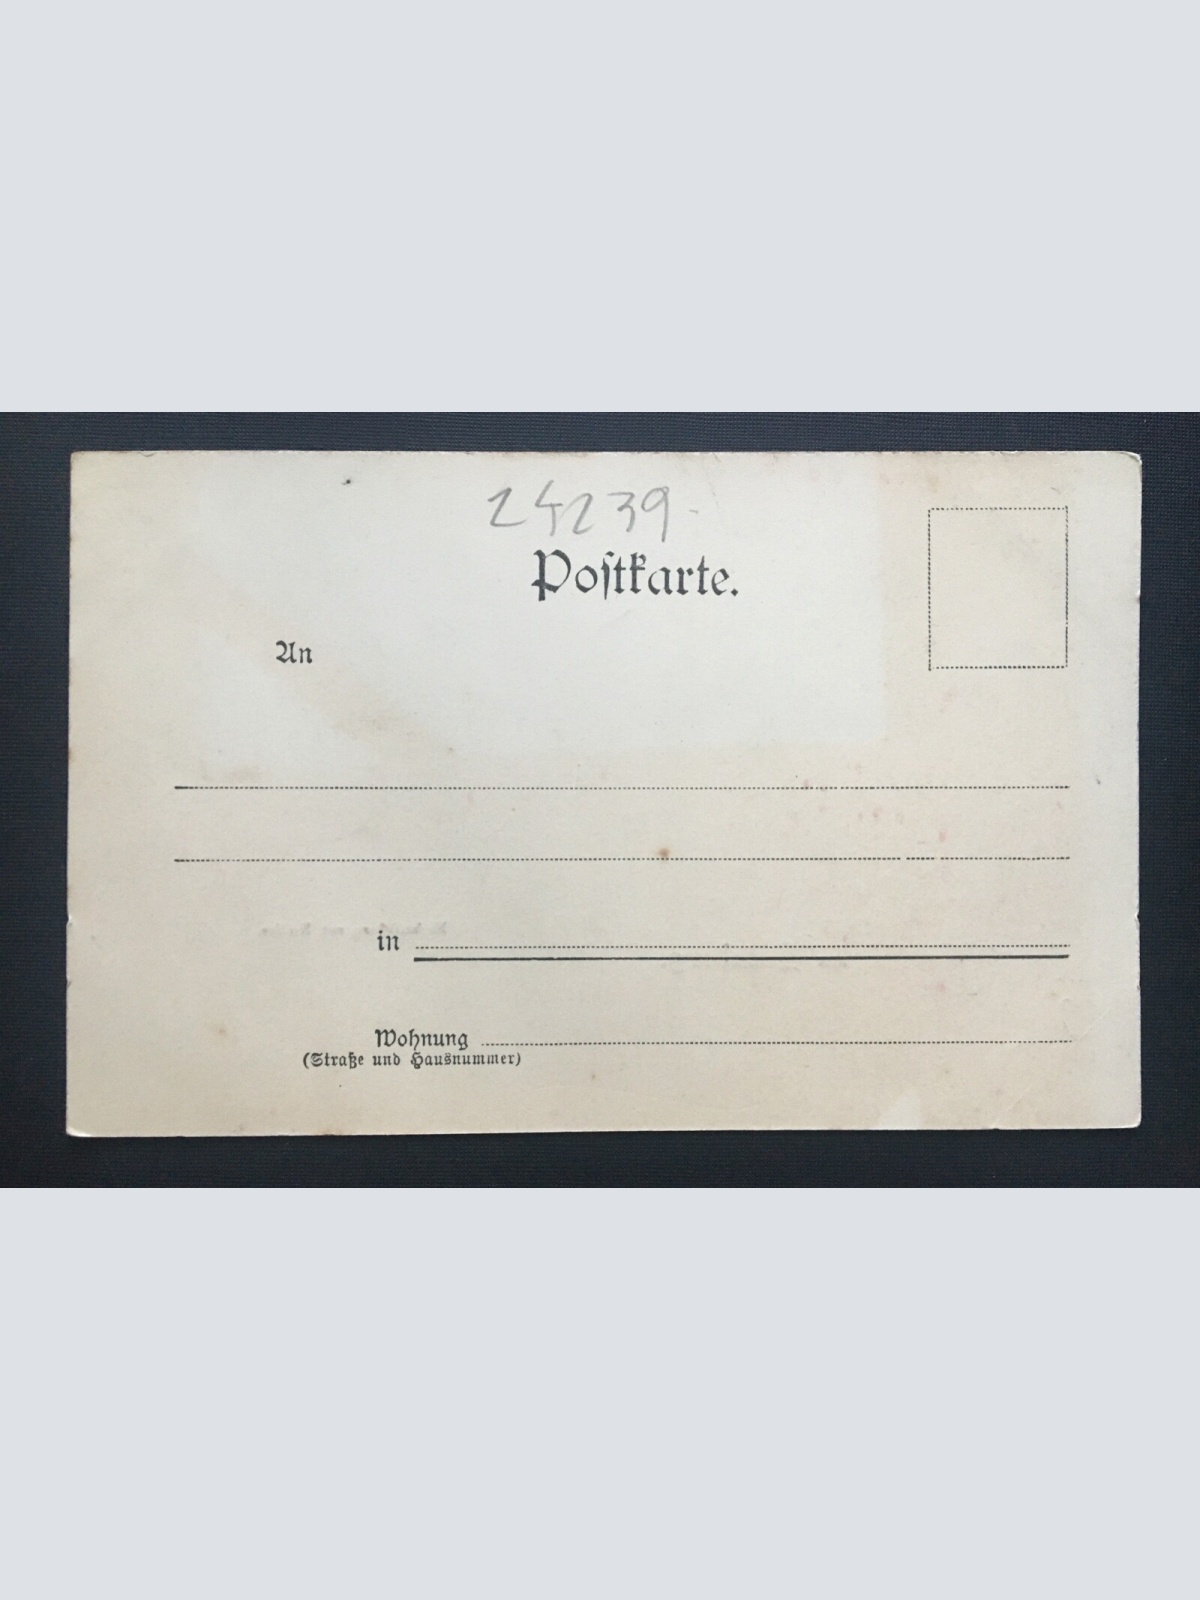 24239-
Poſtkarte.
An
in
Wohnung
(Straße und Hausnummer)